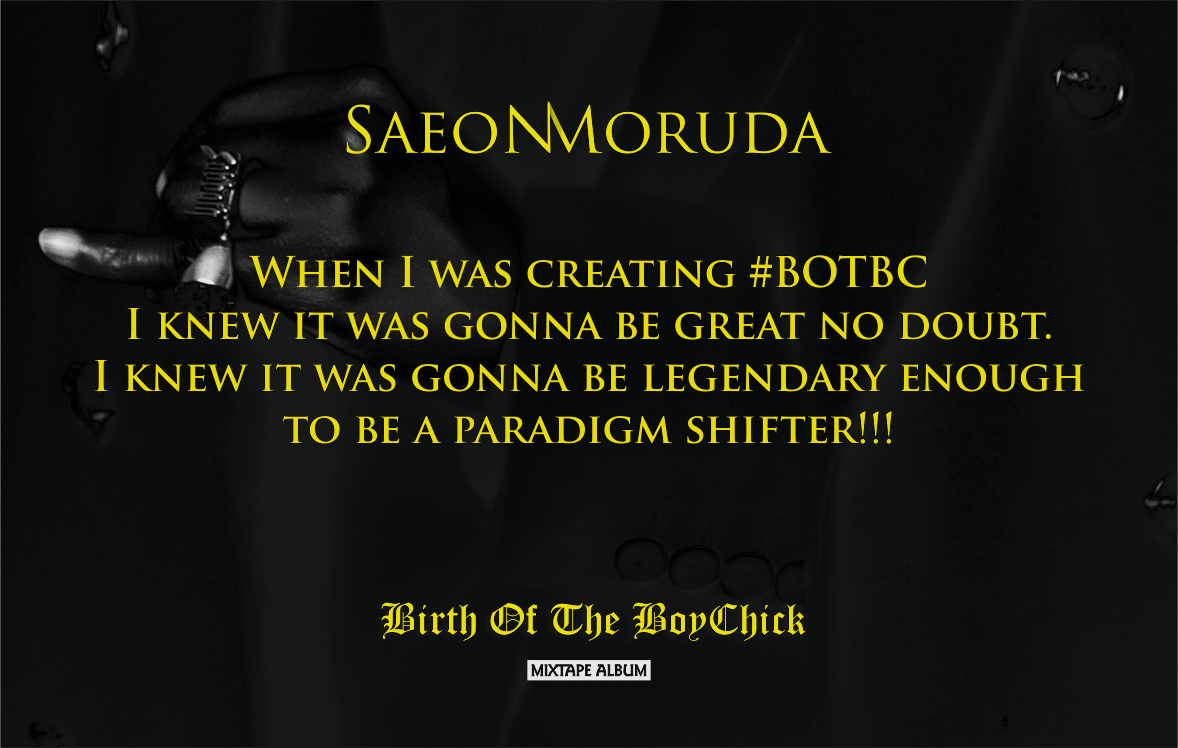 SaeonMoruda
When I was creating #BOTBC
I knew it was gonna be great no doubt.
I knew it was gonna be legendary enough
to be a paradigm shifter!!!
Birth Of The BoyChick
MIXTAPE ALBUM